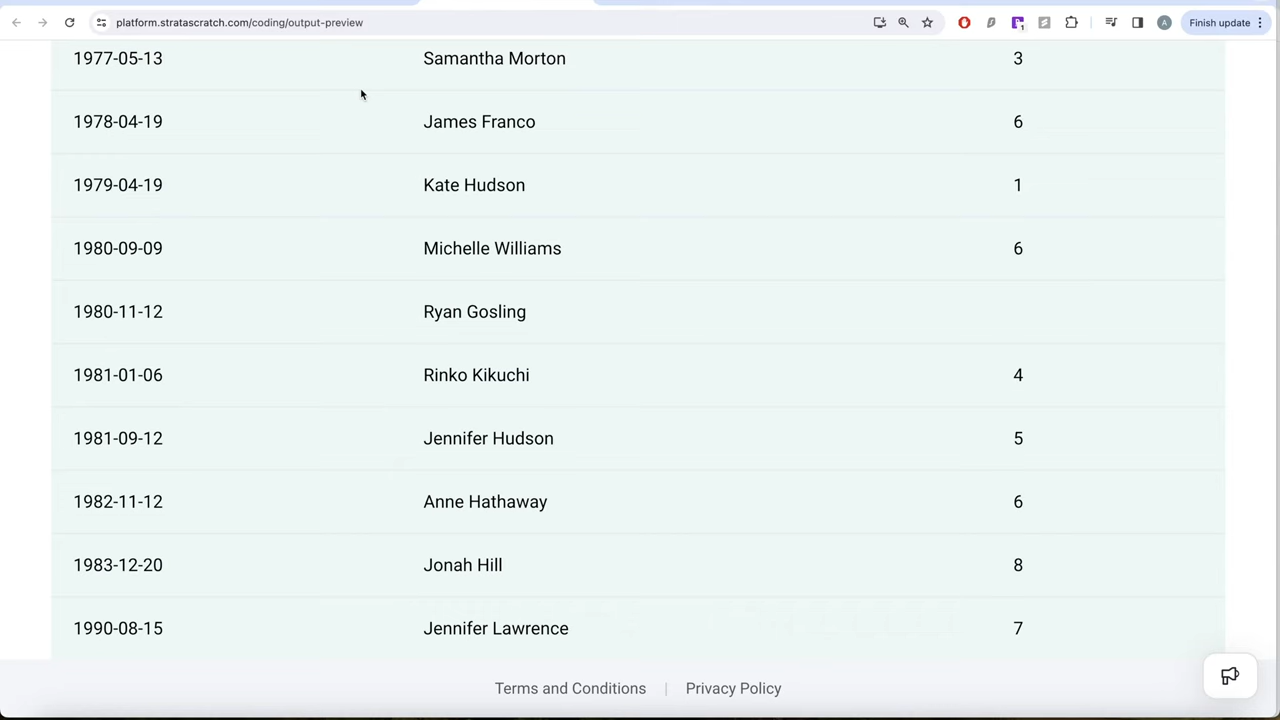 platform.stratascratch.com/coding/output-preview
1
A
Finish update
1977-05-13 Samantha Morton 3
1978-04-19 James Franco 6
1979-04-19 Kate Hudson 1
1980-09-09 Michelle Williams 6
1980-11-12 Ryan Gosling
1981-01-06 Rinko Kikuchi 4
1981-09-12 Jennifer Hudson 5
1982-11-12 Anne Hathaway 6
1983-12-20 Jonah Hill 8
1990-08-15 Jennifer Lawrence 7
Terms and Conditions | Privacy Policy